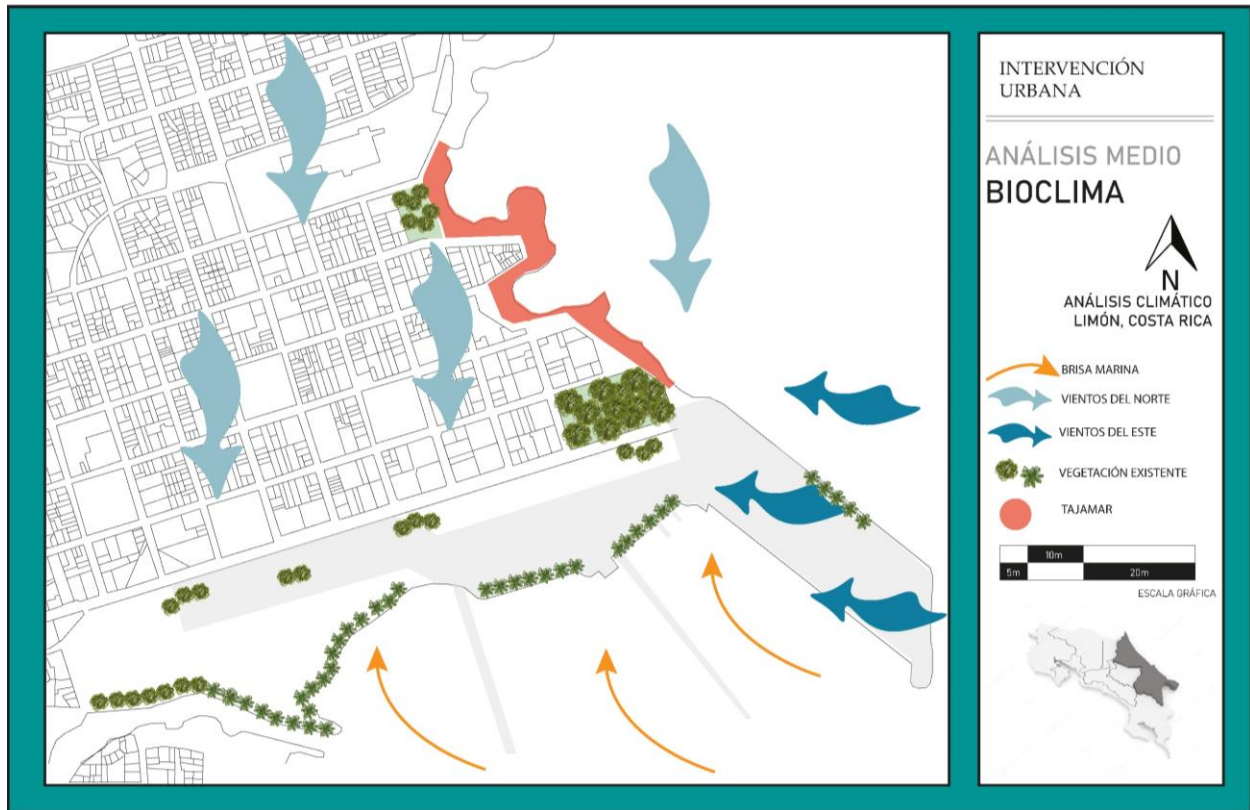 INTERVENCIÓN
URBANA
ANÁLISIS MEDIO
BIOCLIMA
N
ANÁLISIS CLIMÁTICO
LIMÓN, COSTA RICA
BRISA MARINA
VIENTOS DEL NORTE
VIENTOS DEL ESTE
VEGETACIÓN EXISTENTE
TAJAMAR
10m
5m
20m
ESCALA GRÁFICA